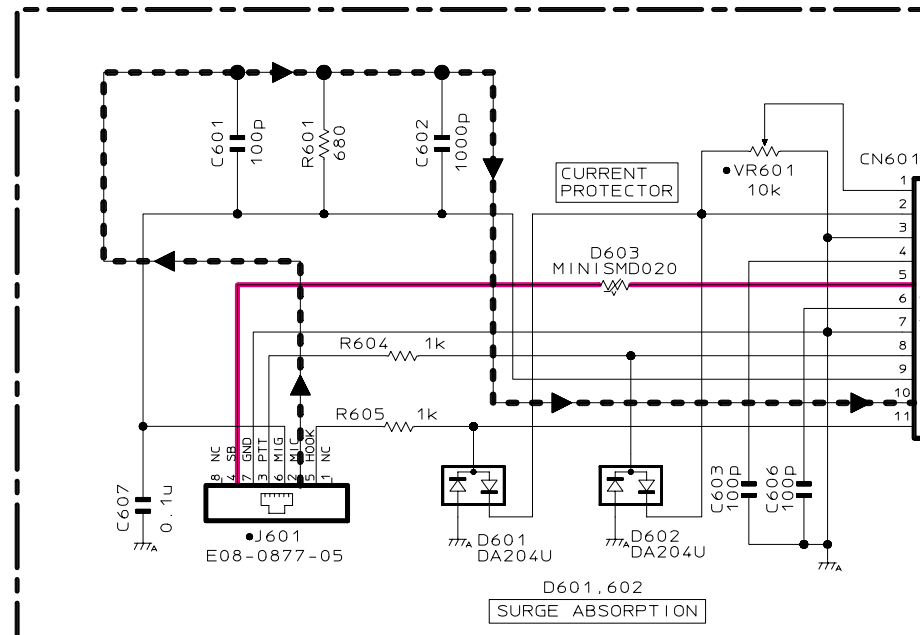 C601
100p
R601
680
C602
1000p
CURRENT
PROTECTOR
VR601
10k
CN601
1
2
3
4
5
6
7
8
9
10
11
D603
MINISMD020
R604 1k
R605 1k
8 NC
4 SB
7 GND
3 PTT
6 MIG
2 MIC
5 HOOK
1 NC
C607
0.1u
A
J601
E08-0877-05
A
D601
DA204U
A
D602
DA204U
C603
100p
C606
100p
A
D601,602
SURGE ABSORPTION